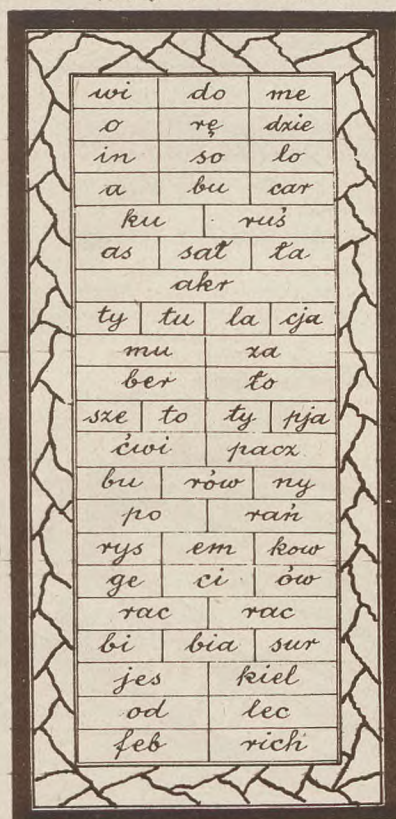 wi do me
o rę dzie
in so lo
a bu car
ku ruś
as sał ta
akr
ty tu la cja
mu za
ber to
sze to ty pja
ćwi pacz
bu rów ny
po rań
rys em kow
ge ci ów
rac rac
bi bia sur
jes kiel
od lec
feb rich